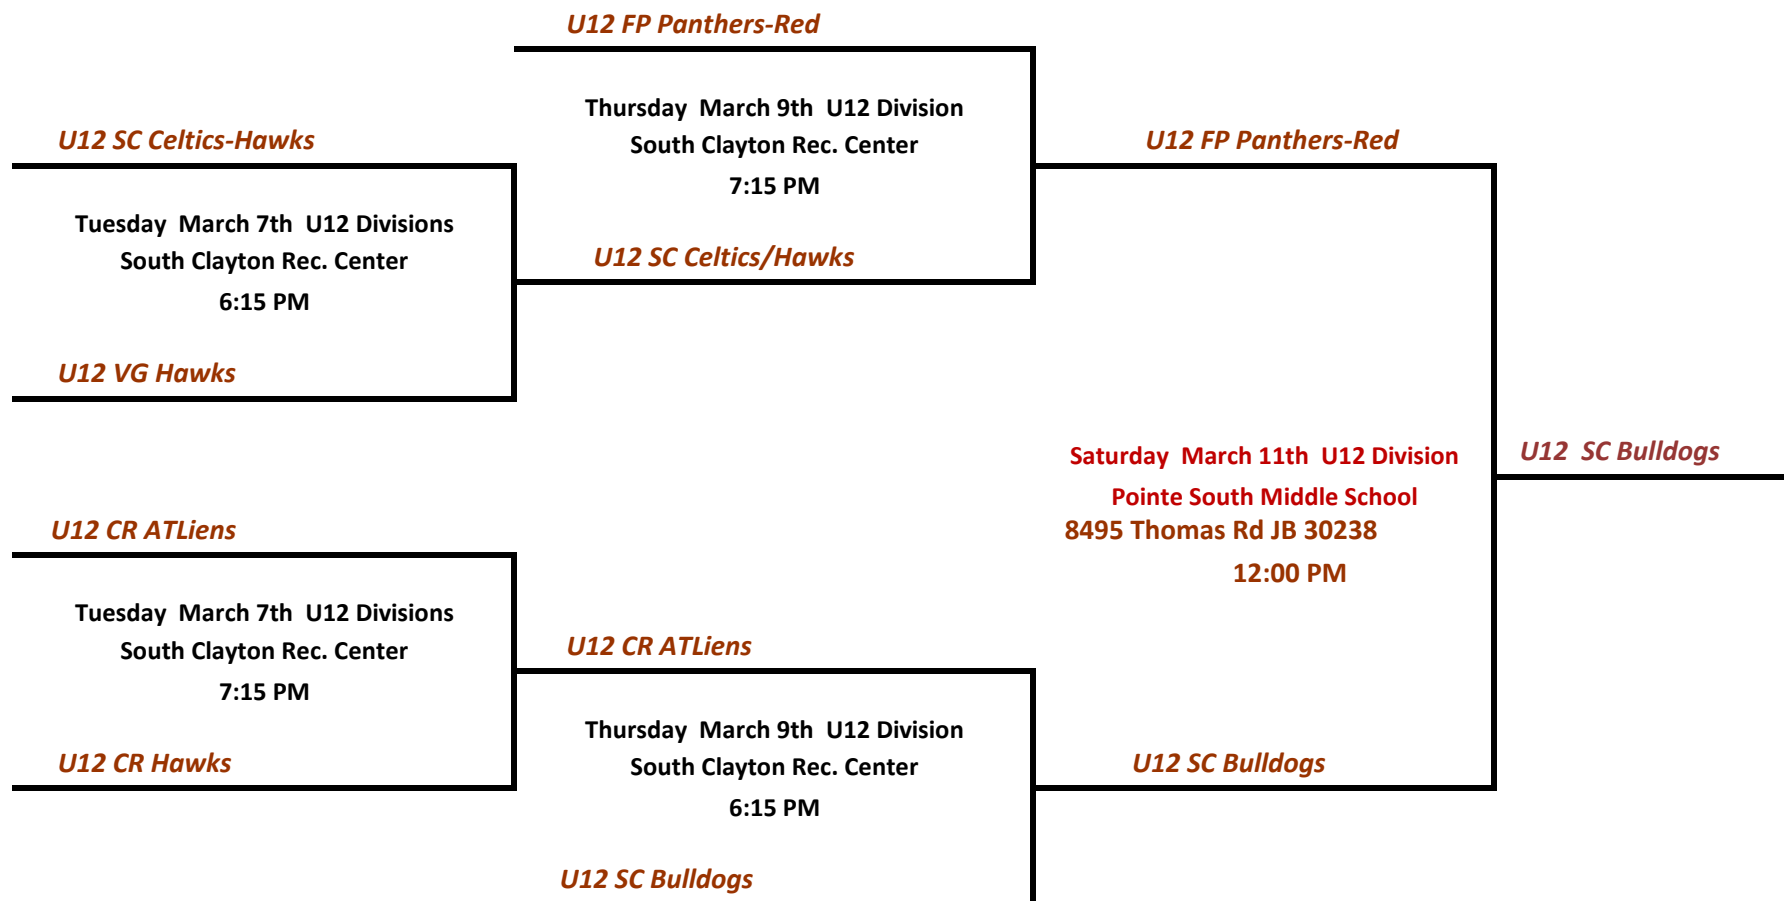 U12 FP Panthers-Red
Thursday  March 9th  U12 Division
South Clayton Rec. Center
7:15 PM
U12 SC Celtics-Hawks
U12 FP Panthers-Red
Tuesday  March 7th  U12 Divisions
South Clayton Rec. Center
6:15 PM
U12 SC Celtics/Hawks
U12 VG Hawks
Saturday  March 11th  U12 Division
Pointe South Middle School
8495 Thomas Rd JB 30238
12:00 PM
U12  SC Bulldogs
U12 CR ATLiens
Tuesday  March 7th  U12 Divisions
South Clayton Rec. Center
7:15 PM
U12 CR ATLiens
U12 CR Hawks
Thursday  March 9th  U12 Division
South Clayton Rec. Center
6:15 PM
U12 SC Bulldogs
U12 SC Bulldogs